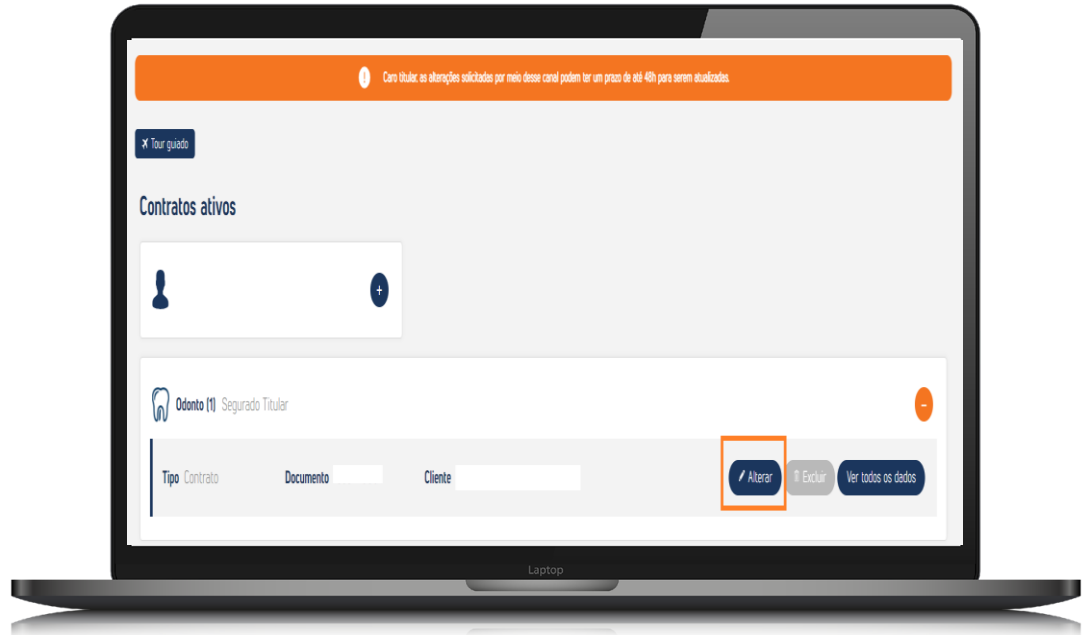 ! Caro titular, as alterações solicitadas por meio desse canal podem ter um prazo de até 48h para serem atualizadas.
Tour guiado
Contratos ativos
+
Odonto (1) Segurado Titular
-
Tipo Contrato Documento Cliente Alterar Excluir Ver todos os dados
Laptop